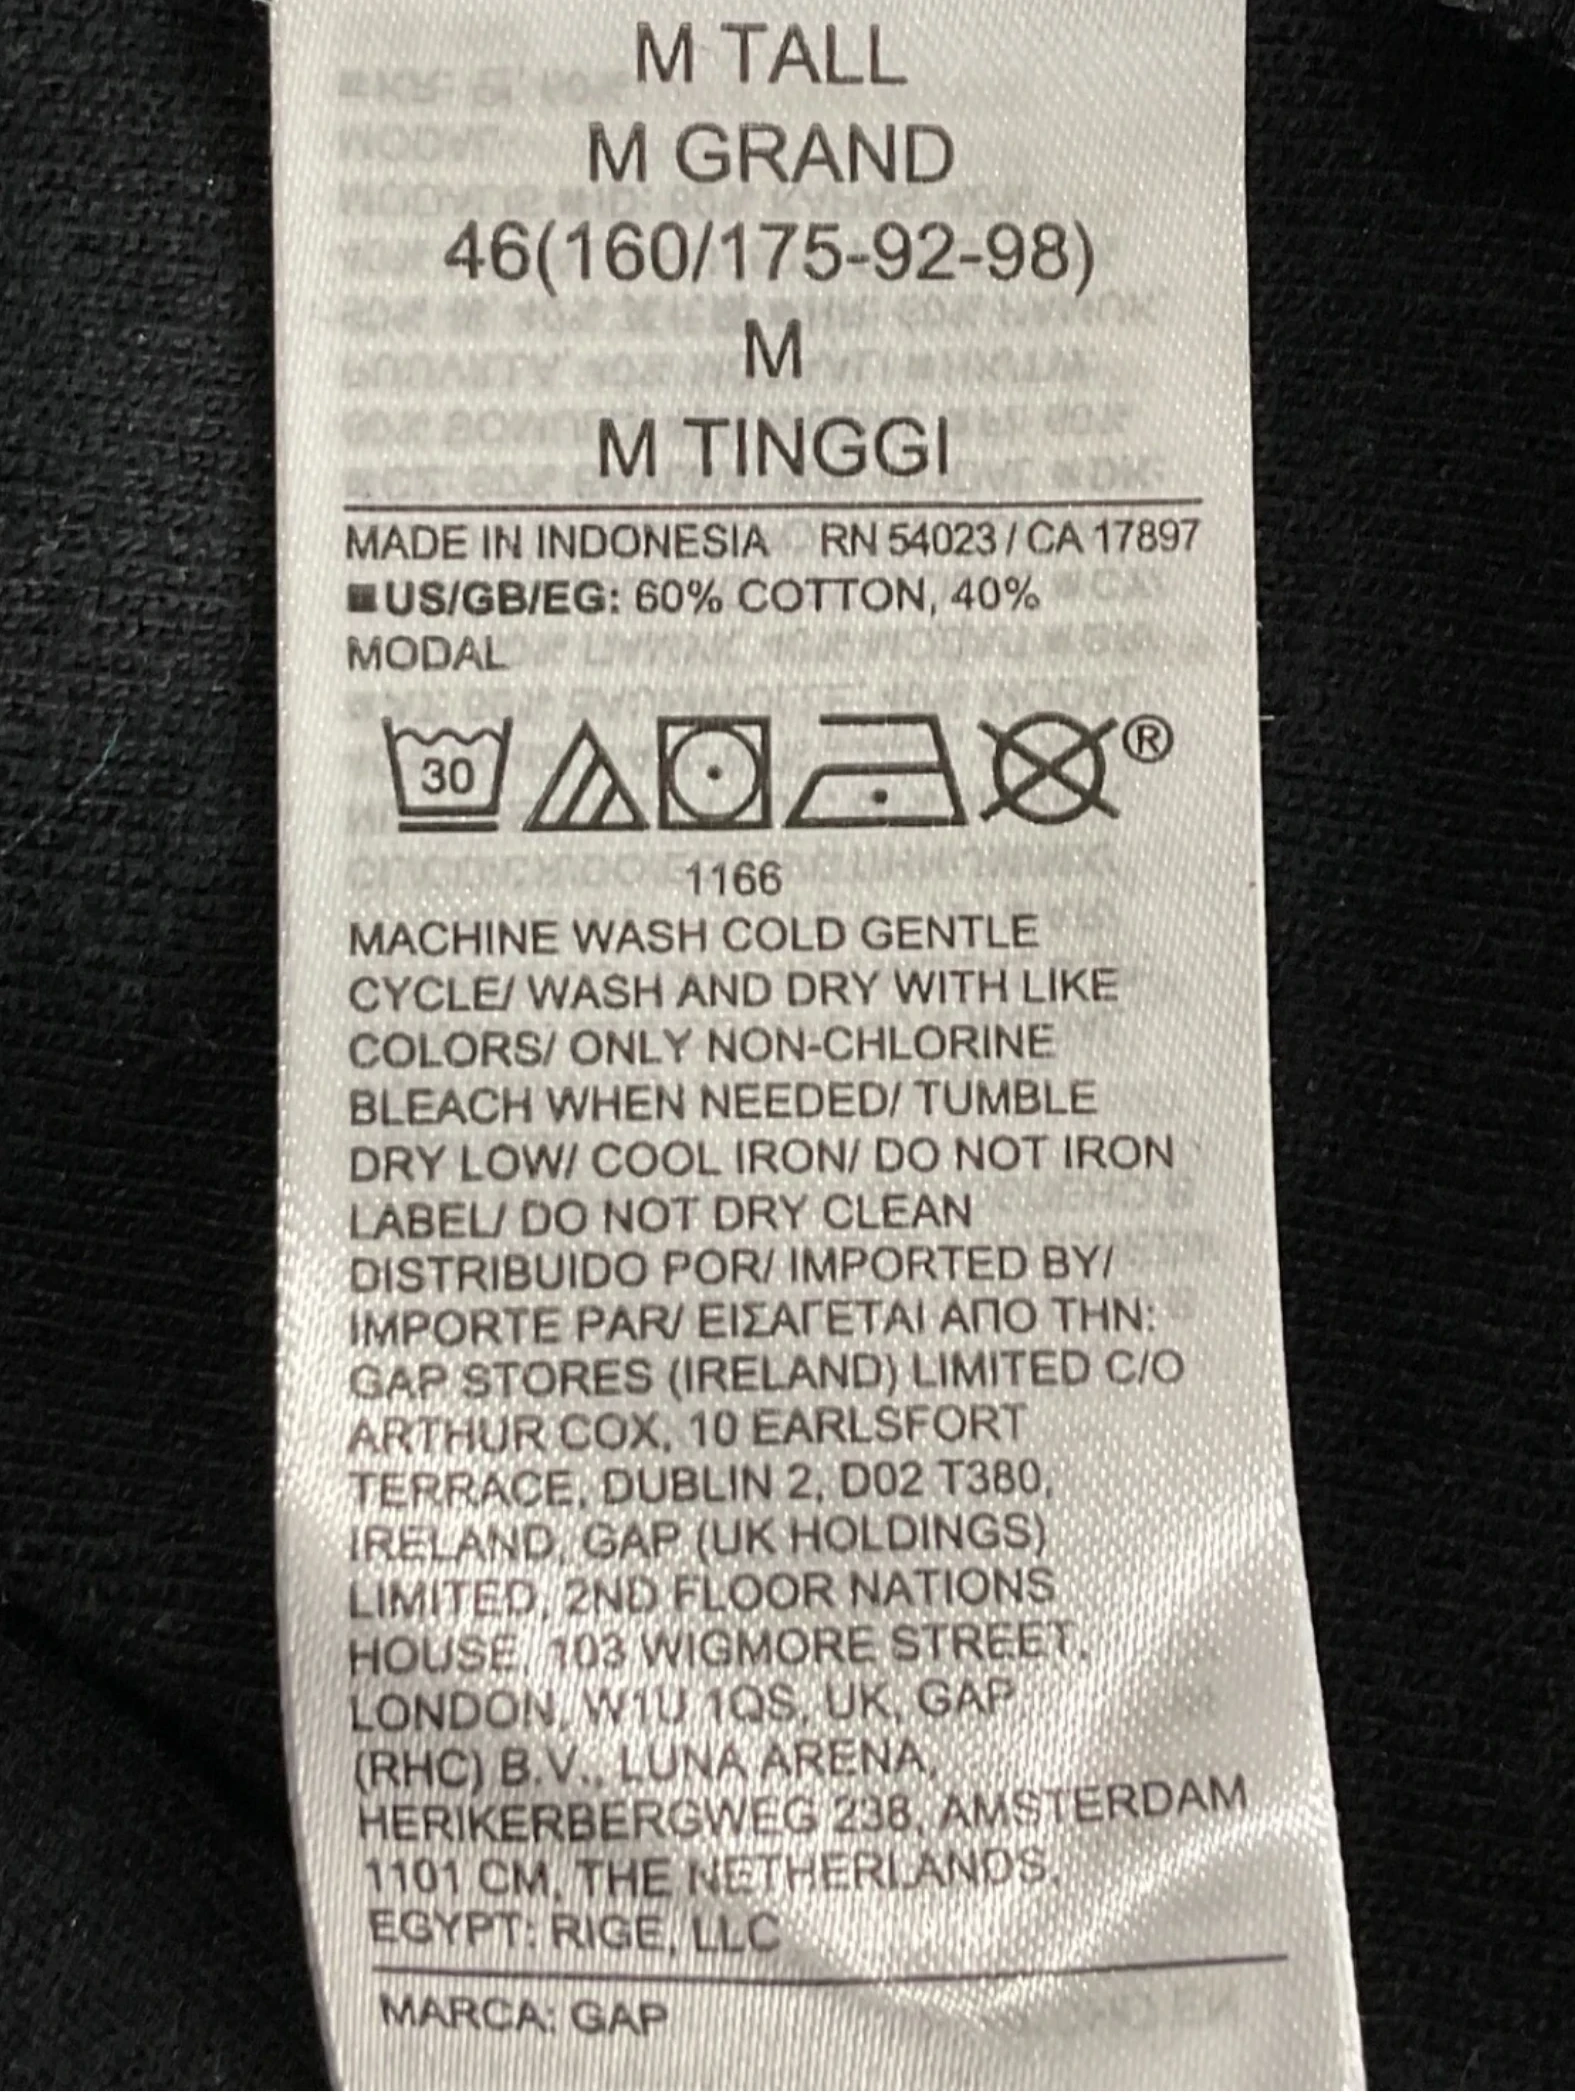 M TALL
M GRAND
46(160/175-92-98)
M
M TINGGI
MADE IN INDONESIA RN 54023 / CA 17897
■US/GB/EG: 60% COTTON, 40%
MODAL
30 ®
1166
MACHINE WASH COLD GENTLE
CYCLE/ WASH AND DRY WITH LIKE
COLORS/ ONLY NON-CHLORINE
BLEACH WHEN NEEDED/ TUMBLE
DRY LOW/ COOL IRON/ DO NOT IRON
LABEL/ DO NOT DRY CLEAN
DISTRIBUIDO POR/ IMPORTED BY/
IMPORTE PAR/ ΕΙΣΑΓΕΤΑΙ ΑΠΟ ΤΗΝ:
GAP STORES (IRELAND) LIMITED C/O
ARTHUR COX, 10 EARLSFORT
TERRACE, DUBLIN 2, D02 T380,
IRELAND, GAP (UK HOLDINGS)
LIMITED, 2ND FLOOR NATIONS
HOUSE, 103 WIGMORE STREET,
LONDON, W1U 1QS, UK, GAP
(RHC) B.V., LUNA ARENA,
HERIKERBERGWEG 238, AMSTERDAM
1101 CM, THE NETHERLANDS.
EGYPT: RIGE, LLC
MARCA: GAP